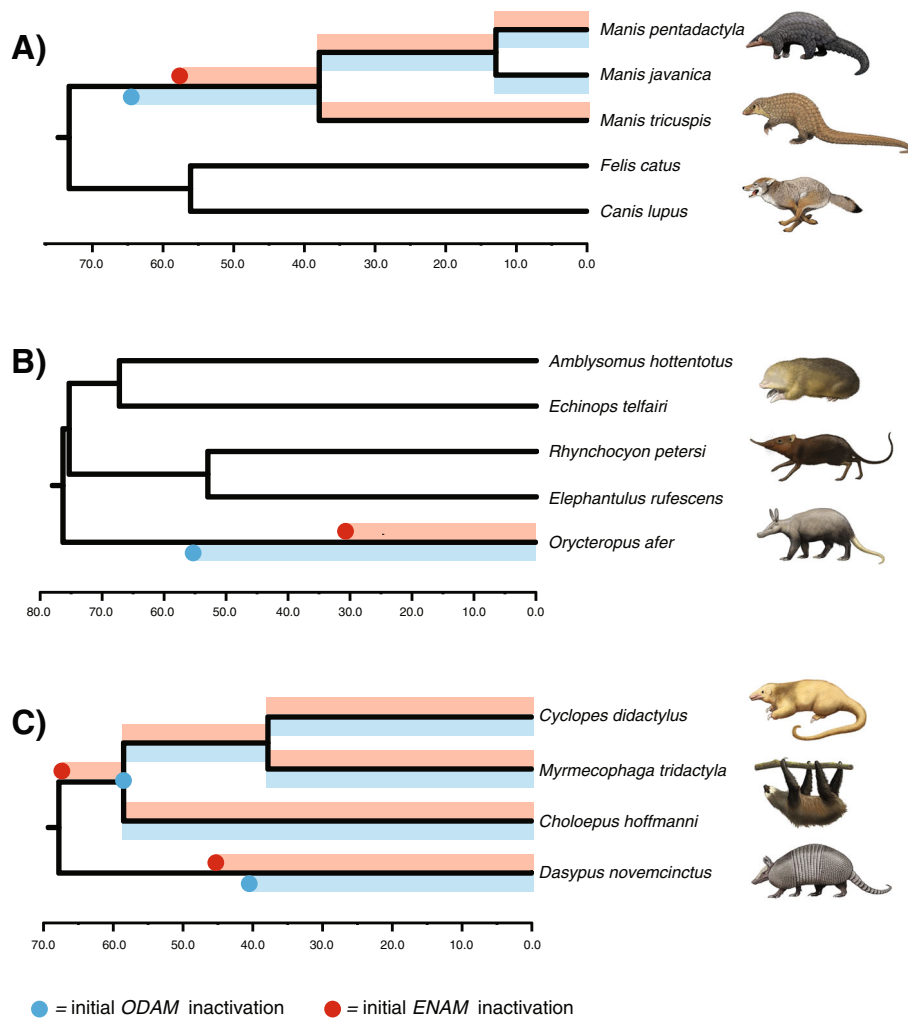 A)
Manis pentadactyla
Manis javanica
Manis tricuspis
Felis catus
Canis lupus
70.0 60.0 50.0 40.0 30.0 20.0 10.0 0.0
B)
Amblysomus hottentotus
Echinops telfairi
Rhynchocyon petersi
Elephantulus rufescens
Orycteropus afer
80.0 70.0 60.0 50.0 40.0 30.0 20.0 10.0 0.0
C)
Cyclopes didactylus
Myrmecophaga tridactyla
Choloepus hoffmanni
Dasypus novemcinctus
70.0 60.0 50.0 40.0 30.0 20.0 10.0 0.0
= initial ODAM inactivation = initial ENAM inactivation